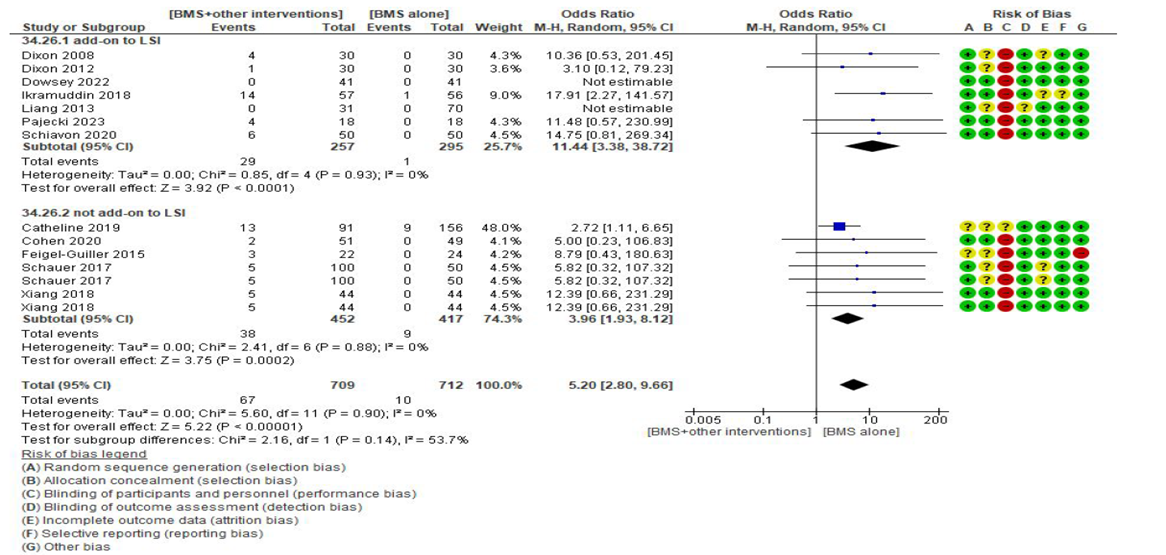 [BMS+other interventions] [BMS alone] Odds Ratio Odds Ratio Risk of Bias
Study or Subgroup Events Total Events Total Weight M-H, Random, 95% CI M-H, Random, 95% CI A B C D E F G
34.26.1 add-on to LSI
Dixon 2008 4 30 0 30 4.3% 10.36 [0.53, 201.45] + ? - + ? + +
Dixon 2012 1 30 0 30 3.6% 3.10 [0.12, 79.23] + ? - + + + +
Dowsey 2022 0 41 0 41 Not estimable + + - + + + +
Ikramuddin 2018 14 57 1 56 9.0% 17.91 [2.27, 141.57] + + - + ? ? +
Liang 2013 0 31 0 70 Not estimable + ? - ? + + +
Pajecki 2023 4 18 0 18 4.3% 11.48 [0.57, 230.99] + + - + + + +
Schiavon 2020 6 50 0 50 4.5% 14.75 [0.81, 269.34] + + - + + + +
Subtotal (95% CI) 257 295 25.7% 11.44 [3.38, 38.72]
Total events 29 1
Heterogeneity: Tau² = 0.00; Chi² = 0.85, df = 4 (P = 0.93); I² = 0%
Test for overall effect: Z = 3.92 (P < 0.0001)
34.26.2 not add-on to LSI
Catheline 2019 13 91 9 156 48.0% 2.72 [1.11, 6.65] ? ? ? + + + +
Cohen 2020 2 51 0 49 4.1% 5.00 [0.23, 106.83] + + - + + + +
Feigel-Guiller 2015 3 22 0 24 4.2% 8.79 [0.43, 180.63] ? ? - + + + -
Schauer 2017 5 100 0 50 4.5% 5.82 [0.32, 107.32] + ? - + ? + +
Schauer 2017 5 100 0 50 4.5% 5.82 [0.32, 107.32] + ? - + ? + +
Xiang 2018 5 44 0 44 4.4% 12.39 [0.66, 231.29] + + - + + + +
Xiang 2018 5 44 0 44 4.5% 12.39 [0.66, 231.29] + + - + + + +
Subtotal (95% CI) 452 417 74.3% 3.96 [1.93, 8.12]
Total events 38 9
Heterogeneity: Tau² = 0.00; Chi² = 2.41, df = 6 (P = 0.88); I² = 0%
Test for overall effect: Z = 3.75 (P = 0.0002)
Total (95% CI) 709 712 100.0% 5.20 [2.80, 9.66]
Total events 67 10
Heterogeneity: Tau² = 0.00; Chi² = 5.60, df = 11 (P = 0.90); I² = 0%
Test for overall effect: Z = 5.22 (P < 0.00001)
Test for subgroup differences: Chi² = 2.16, df = 1 (P = 0.14), I² = 53.7%
0.005 0.1 1 10 200
[BMS+other interventions] [BMS alone]
Risk of bias legend
(A) Random sequence generation (selection bias)
(B) Allocation concealment (selection bias)
(C) Blinding of participants and personnel (performance bias)
(D) Blinding of outcome assessment (detection bias)
(E) Incomplete outcome data (attrition bias)
(F) Selective reporting (reporting bias)
(G) Other bias